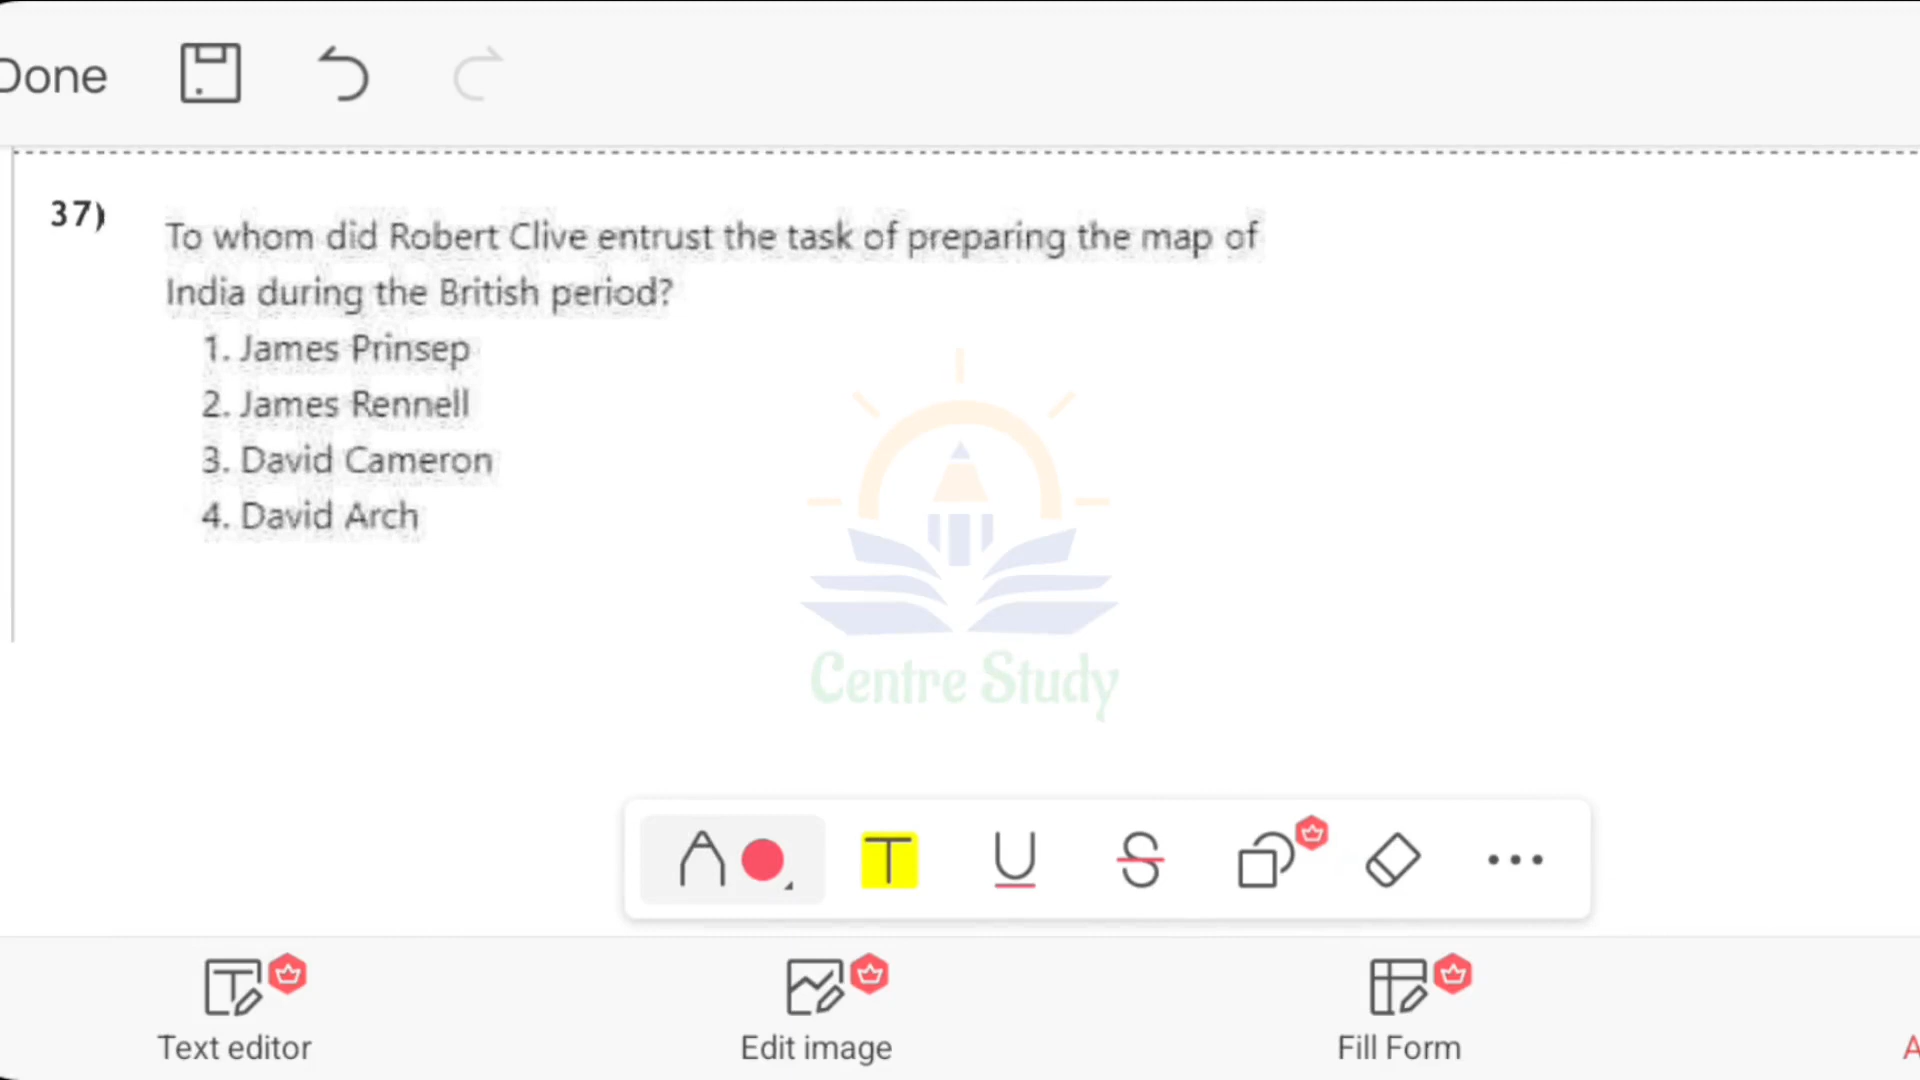 Done
37)
To whom did Robert Clive entrust the task of preparing the map of
India during the British period?
1. James Prinsep
2. James Rennell
3. David Cameron
4. David Arch
Centre Study
T
U
S
Text editor
Edit image
Fill Form
A